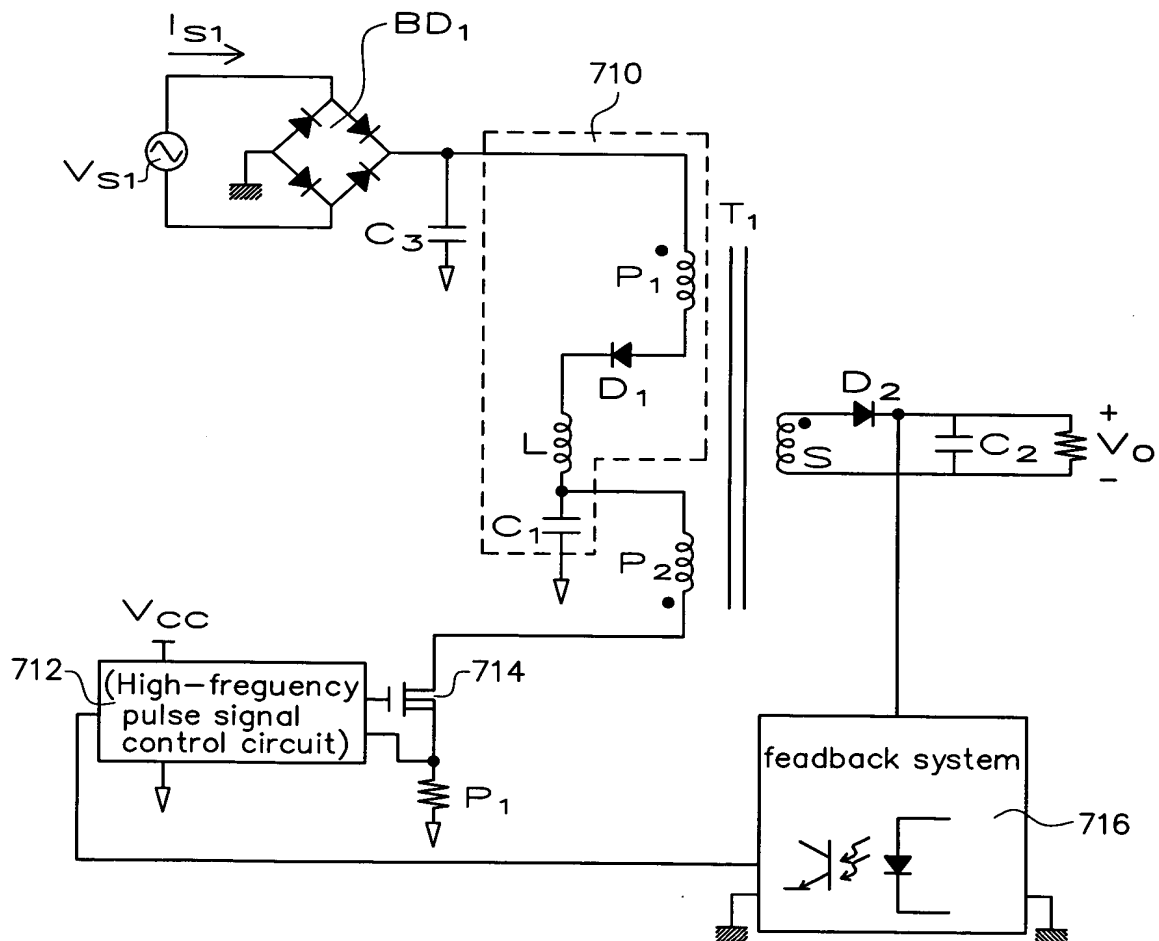 IS1
BD1
710
VS1
C3
T1
P1
D1
D2
L
S
C2
+
VO
-
C1
P2
VCC
712
(High-freguency
pulse signal
control circuit)
714
P1
feadback system
716